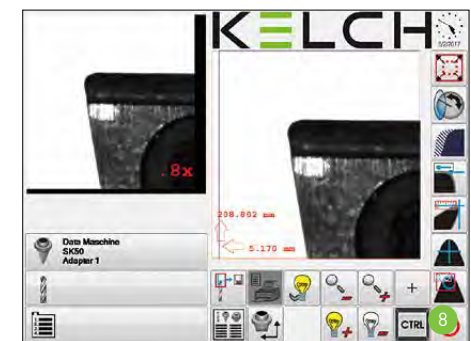 KELCH
5/2/2017
.8x
208.802 mm
5.170 mm
Data Maschine
SK50
Adapter 1
CTRL
8